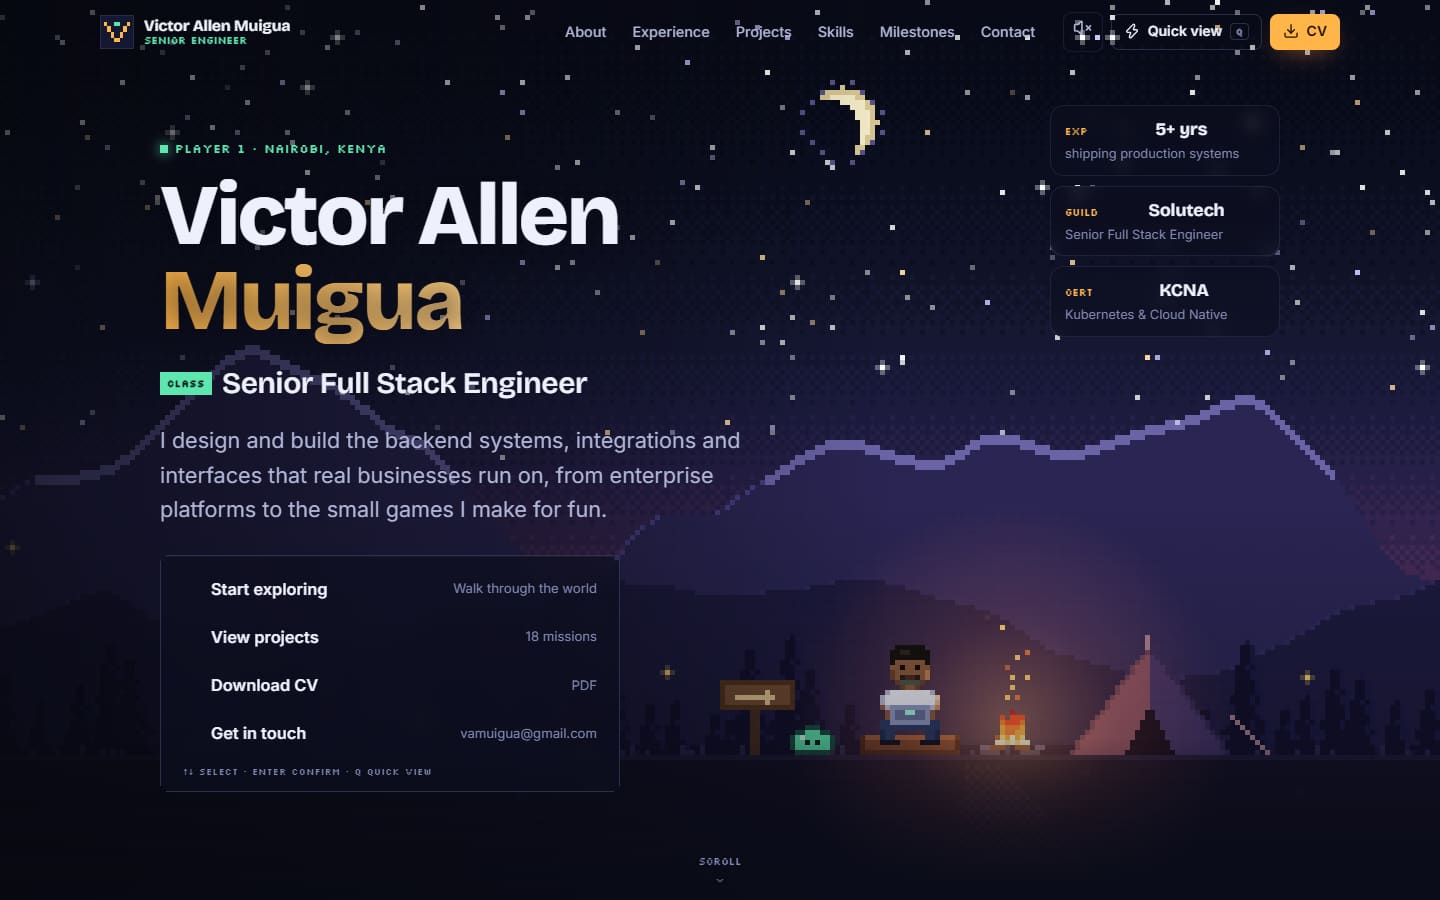 Victor Allen Muigua
SENIOR ENGINEER
About
Experience
Projects
Skills
Milestones
Contact
Quick view Q
CV
PLAYER 1 · NAIROBI, KENYA
Victor Allen
Muigua
CLASS Senior Full Stack Engineer
I design and build the backend systems, integrations and
interfaces that real businesses run on, from enterprise
platforms to the small games I make for fun.
EXP 5+ yrs
shipping production systems
GUILD Solutech
Senior Full Stack Engineer
CERT KCNA
Kubernetes & Cloud Native
Start exploring Walk through the world
View projects 18 missions
Download CV PDF
Get in touch vamuigua@gmail.com
↑↓ SELECT · ENTER CONFIRM · Q QUICK VIEW
SCROLL